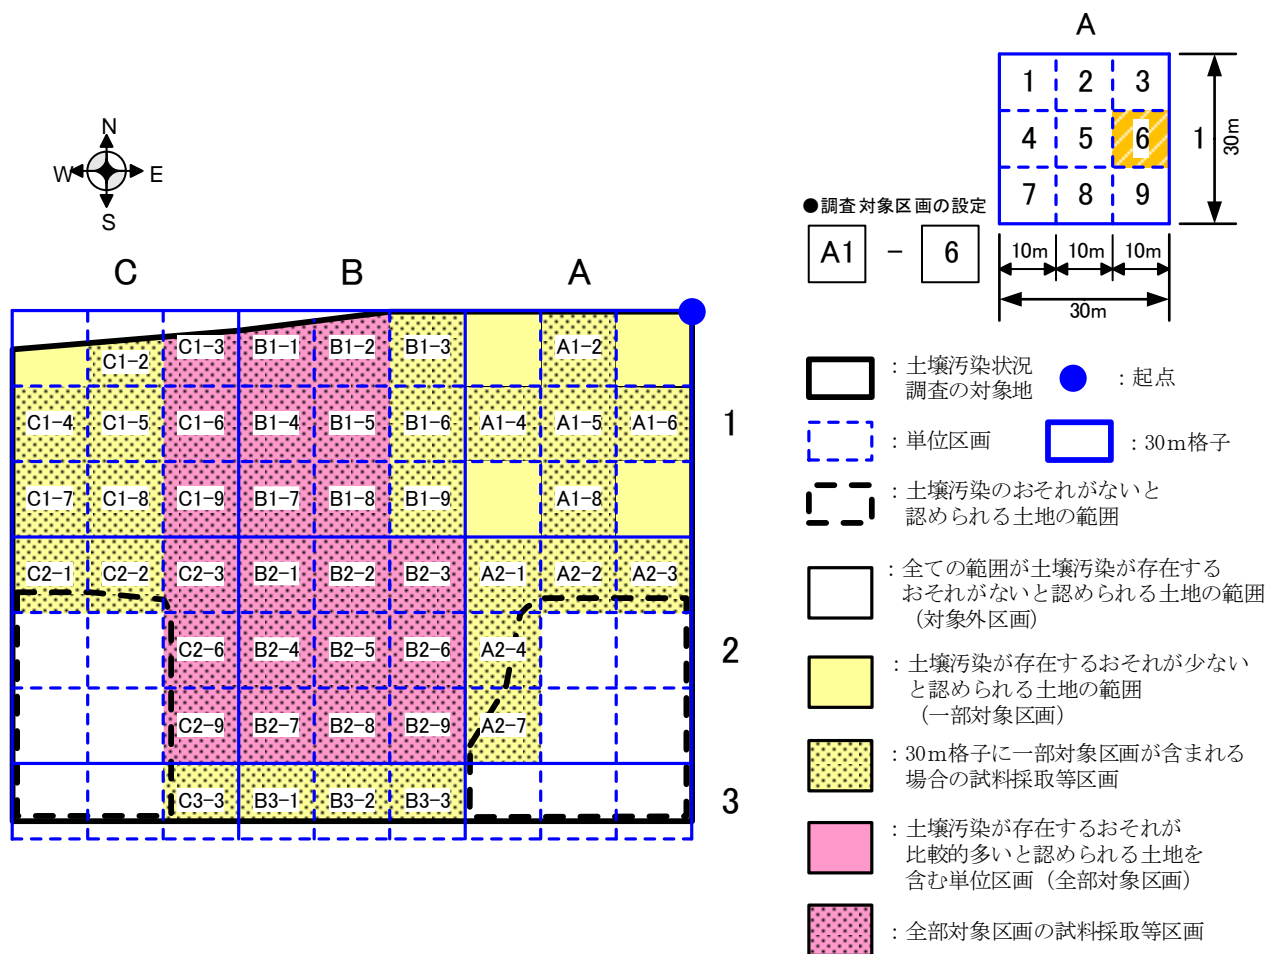 A
1 2 3
4 5 6
7 8 9
1
30m
10m 10m 10m
30m
N
W E
S
●調査対象区画の設定
A1 － 6
C B A
C1-3 B1-1 B1-2 B1-3 A1-2
C1-2
C1-4 C1-5 C1-6 B1-4 B1-5 B1-6 A1-4 A1-5 A1-6
1
C1-7 C1-8 C1-9 B1-7 B1-8 B1-9 A1-8
C2-1 C2-2 C2-3 B2-1 B2-2 B2-3 A2-1 A2-2 A2-3
C2-6 B2-4 B2-5 B2-6 A2-4
2
C2-9 B2-7 B2-8 B2-9 A2-7
C3-3 B3-1 B3-2 B3-3
3
：土壌汚染状況
調査の対象地
：起点
：単位区画
：30m格子
：土壌汚染のおそれがないと
認められる土地の範囲
：全ての範囲が土壌汚染が存在する
おそれがないと認められる土地の範囲
（対象外区画）
：土壌汚染が存在するおそれが少ない
と認められる土地の範囲
（一部対象区画）
：30m格子に一部対象区画が含まれる
場合の試料採取等区画
：土壌汚染が存在するおそれが
比較的多いと認められる土地を
含む単位区画（全部対象区画）
：全部対象区画の試料採取等区画